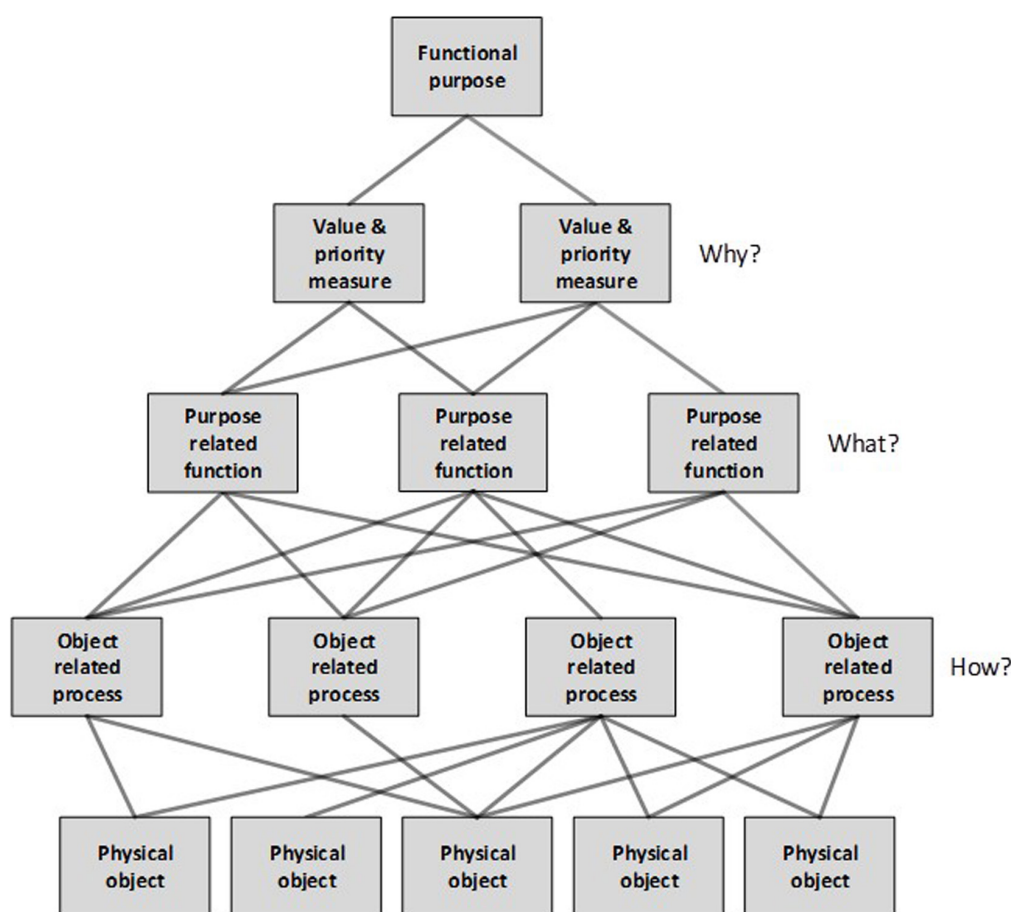 Functional
purpose
Value &
priority
measure
Value &
priority
measure
Why?
Purpose
related
function
Purpose
related
function
Purpose
related
function
What?
Object
related
process
Object
related
process
Object
related
process
Object
related
process
How?
Physical
object
Physical
object
Physical
object
Physical
object
Physical
object